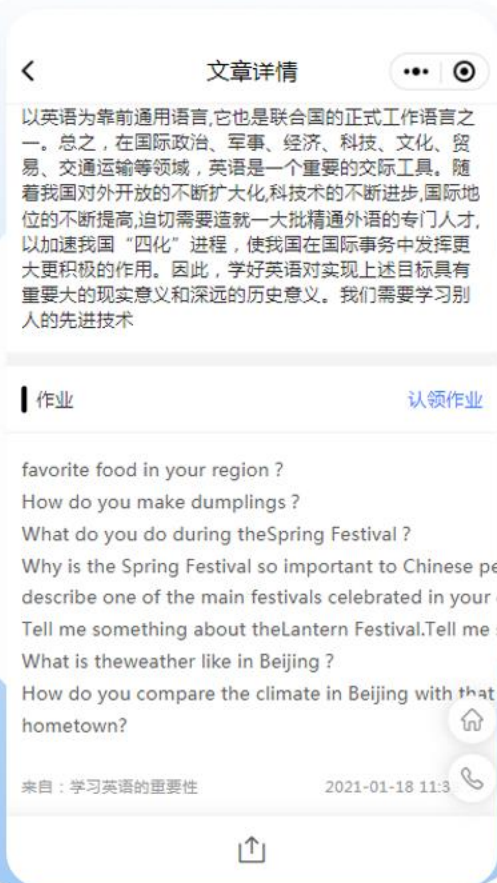 文章详情
以英语为靠前通用语言,它也是联合国的正式工作语言之
一。总之，在国际政治、军事、经济、科技、文化、贸
易、交通运输等领域，英语是一个重要的交际工具。随
着我国对外开放的不断扩大化,科技术的不断进步,国际地
位的不断提高,迫切需要造就一大批精通外语的专门人才,
以加速我国“四化”进程，使我国在国际事务中发挥更
大更积极的作用。因此，学好英语对实现上述目标具有
重要大的现实意义和深远的历史意义。我们需要学习别
人的先进技术
作业
认领作业
favorite food in your region？
How do you make dumplings？
What do you do during theSpring Festival？
Why is the Spring Festival so important to Chinese pe
describe one of the main festivals celebrated in your
Tell me something about theLantern Festival.Tell me
What is theweather like in Beijing？
How do you compare the climate in Beijing with that
hometown?
来自：学习英语的重要性
2021-01-18 11:3